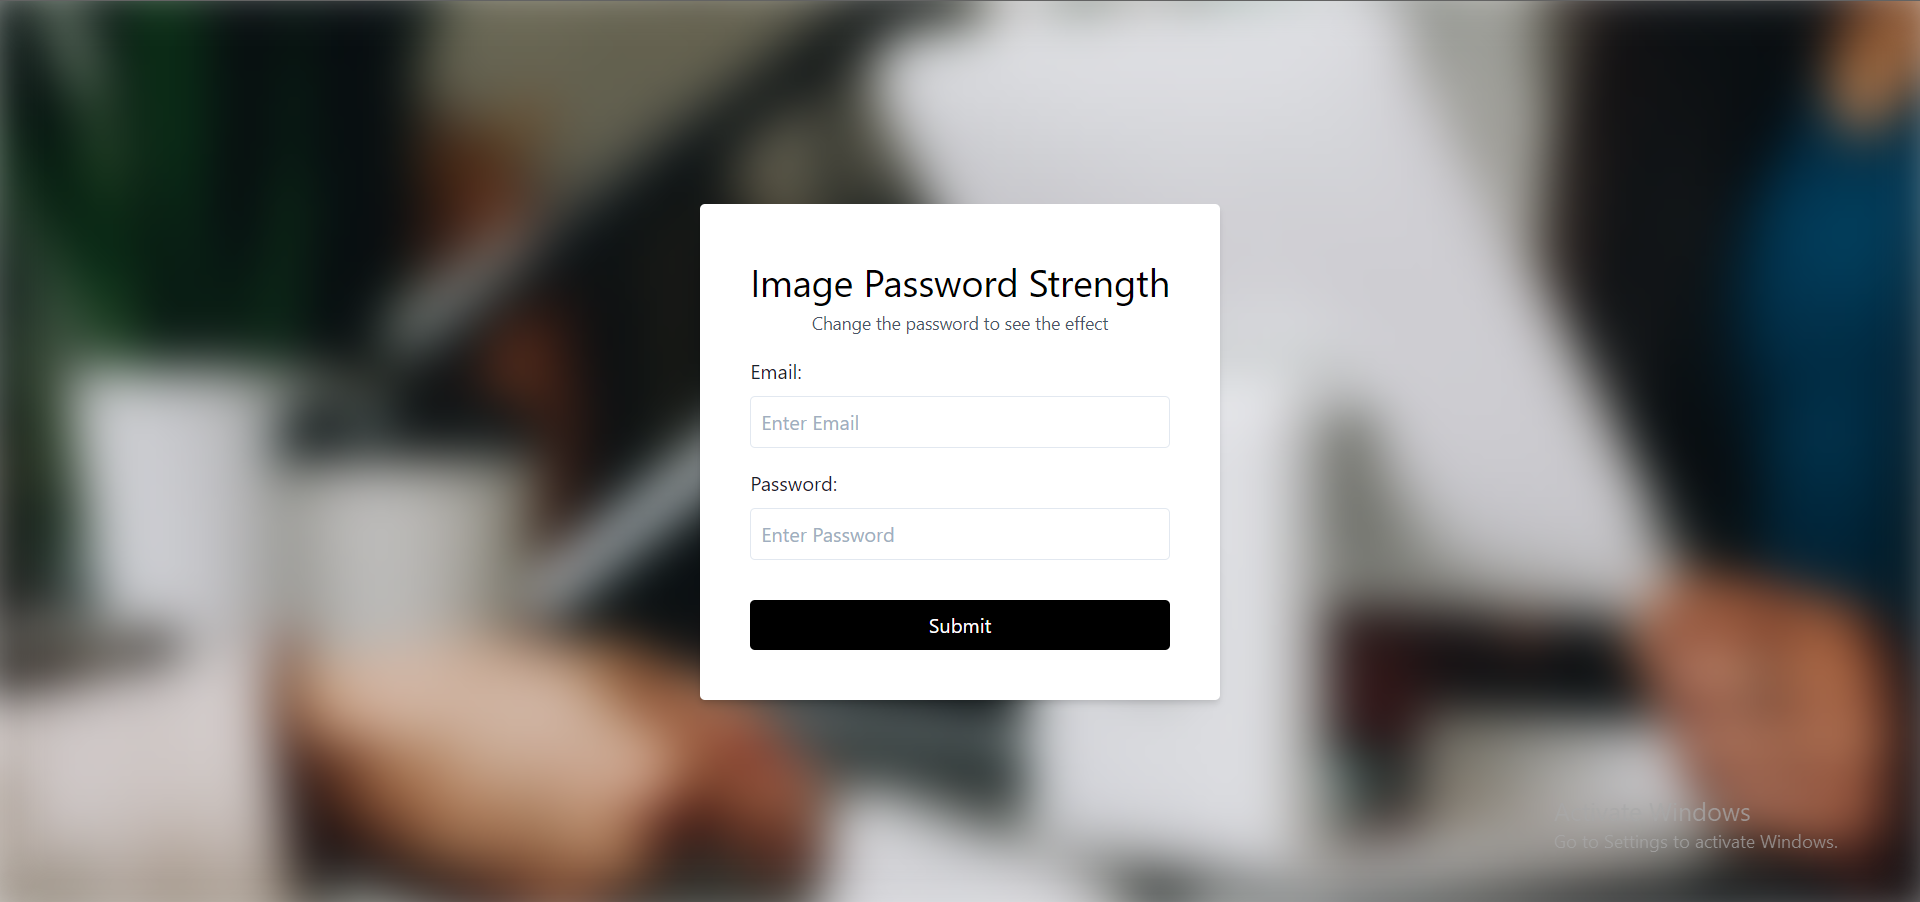 Image Password Strength
Change the password to see the effect
Email:
Enter Email
Password:
Enter Password
Submit
Activate Windows
Go to Settings to activate Windows.